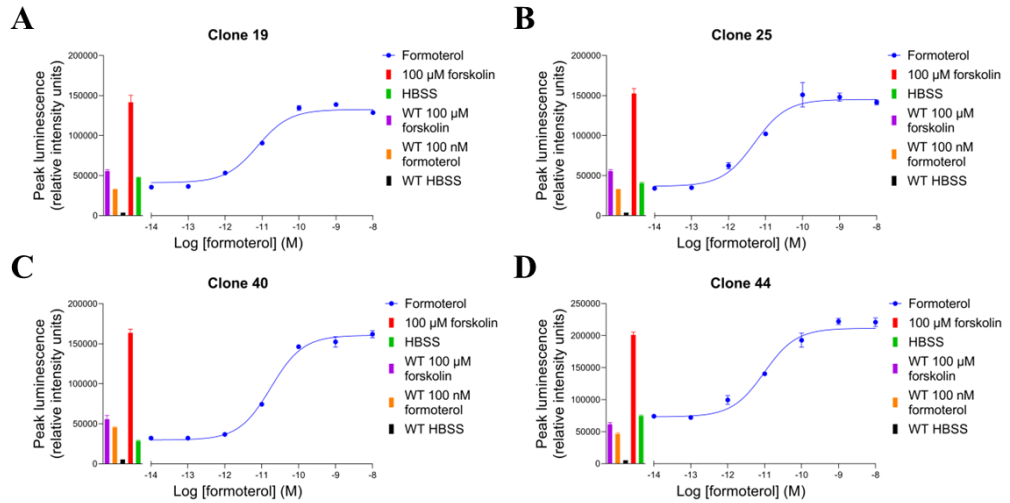 A
Clone 19
Peak luminescence
(relative intensity units)
200000
150000
100000
50000
0
-14 -13 -12 -11 -10 -9 -8
Log [formoterol] (M)
Formoterol
100 µM forskolin
HBSS
WT 100 µM
forskolin
WT 100 nM
formoterol
WT HBSS
B
Clone 25
Peak luminescence
(relative intensity units)
200000
150000
100000
50000
0
-14 -13 -12 -11 -10 -9 -8
Log [formoterol] (M)
Formoterol
100 µM forskolin
HBSS
WT 100 µM
forskolin
WT 100 nM
formoterol
WT HBSS
C
Clone 40
Peak luminescence
(relative intensity units)
200000
150000
100000
50000
0
-14 -13 -12 -11 -10 -9 -8
Log [formoterol] (M)
Formoterol
100 µM forskolin
HBSS
WT 100 µM
forskolin
WT 100 nM
formoterol
WT HBSS
D
Clone 44
Peak luminescence
(relative intensity units)
250000
200000
150000
100000
50000
0
-14 -13 -12 -11 -10 -9 -8
Log [formoterol] (M)
Formoterol
100 µM forskolin
HBSS
WT 100 µM
forskolin
WT 100 nM
formoterol
WT HBSS